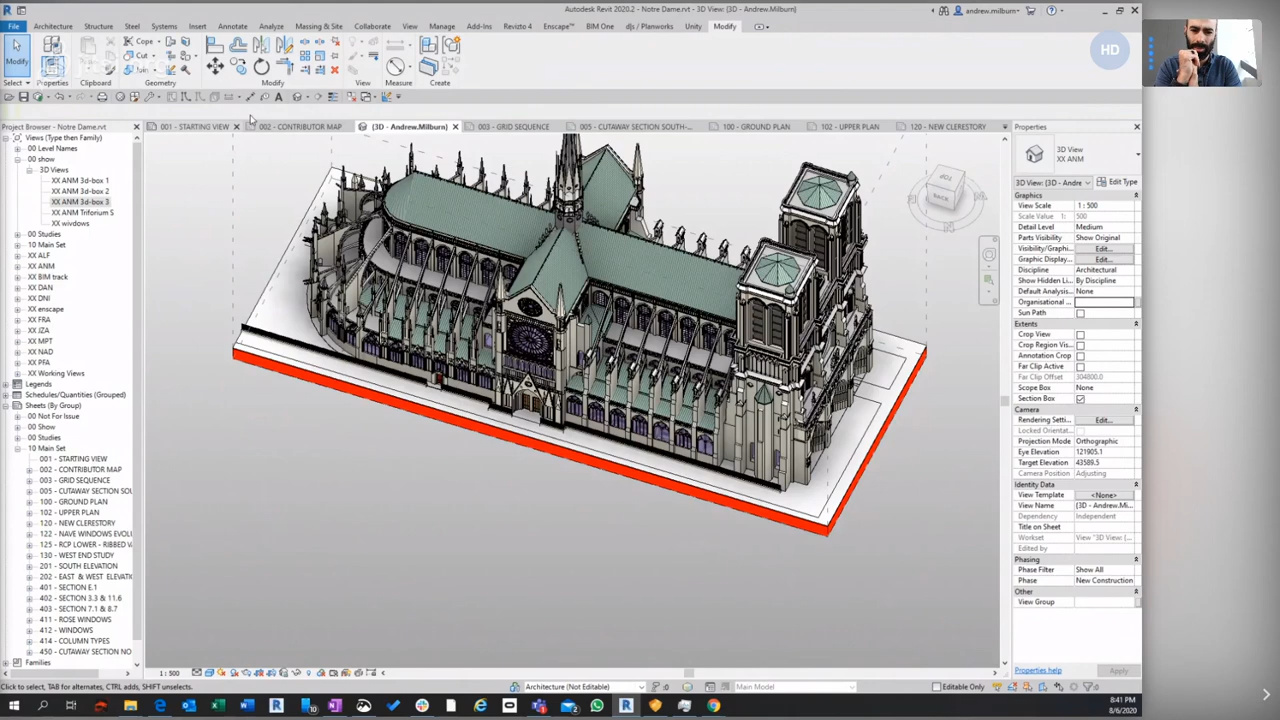 Autodesk Revit 2020.2 - Notre Dame.rvt
andrew.milburn
File Architecture Structure Steel Systems Insert Annotate Analyze Massing & Site Collaborate View Manage Add-Ins Revizto 4 Enscape™ BIM One d|s / Planworks Unity Modify
Modify
Cope
Cut
Join
Select Properties Clipboard Geometry Modify View Measure Create
HD
Project Browser - Notre Dame.rvt
001 - STARTING VIEW
002 - CONTRIBUTOR MAP
(3D - Andrew.Milburn)
003 - GRID SEQUENCE
005 - CUTAWAY SECTION SOUTH-...
100 - GROUND PLAN
102 - UPPER PLAN
120 - NEW CLERESTORY
Views (Type then Family)
00 Level Names
00 show
3D Views
XX ANM 3d-box 1
XX ANM 3d-box 2
XX ANM 3d-box 3
XX ANM Triforium S
XX windows
00 Studies
10 Main Set
XX ALF
XX ANM
XX BIM track
XX DAN
XX DNI
XX enscape
XX FRA
XX JZA
XX MPT
XX NAD
XX PFA
XX Working Views
Legends
Schedules/Quantities (Grouped)
Sheets (By Group)
00 Not For Issue
00 Show
00 Studies
10 Main Set
001 - STARTING VIEW
002 - CONTRIBUTOR MAP
003 - GRID SEQUENCE
005 - CUTAWAY SECTION SOU
100 - GROUND PLAN
102 - UPPER PLAN
120 - NEW CLERESTORY
122 - NAVE WINDOWS EVOLU
125 - RCP LOWER - RIBBED V
130 - WEST END STUDY
201 - SOUTH ELEVATION
202 - EAST & WEST ELEVATI
401 - SECTION E.1
402 - SECTION 3.3 & 11.6
403 - SECTION 7.1 & 8.7
411 - ROSE WINDOWS
412 - WINDOWS
414 - COLUMN TYPES
450 - CUTAWAY SECTION NO
Families
TOP
BACK
Properties
3D View
XX ANM
3D View: (3D - Andre
Edit Type
Graphics
View Scale 1 : 500
Scale Value 1: 500
Detail Level Medium
Parts Visibility Show Original
Visibility/Graphi... Edit...
Graphic Display... Edit...
Discipline Architectural
Show Hidden Li... By Discipline
Default Analysis... None
Organisational ...
Sun Path
Extents
Crop View
Crop Region Vis...
Annotation Crop
Far Clip Active
Far Clip Offset 304800.0
Scope Box None
Section Box
Camera
Rendering Setti... Edit...
Locked Orientat...
Projection Mode Orthographic
Eye Elevation 121905.1
Target Elevation 43589.5
Camera Position Adjusting
Identity Data
View Template <None>
View Name (3D - Andrew.Mi...
Dependency Independent
Title on Sheet
Workset View "3D View: (...
Edited by
Phasing
Phase Filter Show All
Phase New Construction
Other
View Group
Properties help
Apply
1 : 500
Click to select, TAB for alternates, CTRL adds, SHIFT unselects.
Architecture (Not Editable)
:0
Main Model
Editable Only
:0
8:41 PM
8/6/2020